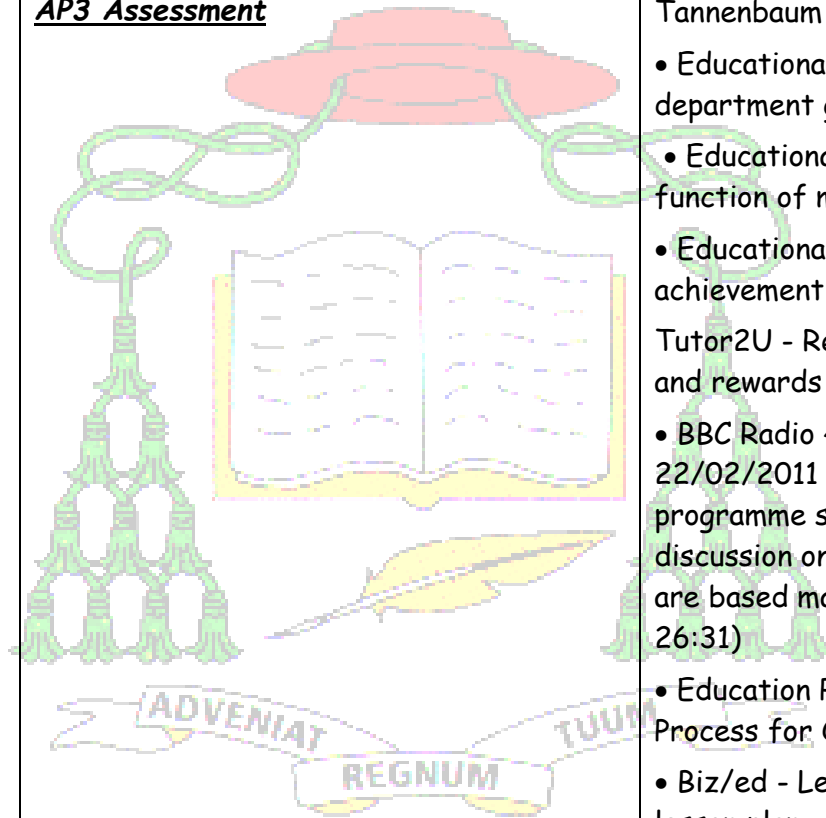 AP3 Assessment
Tannenbaum
• Educationa
department
• Educationa
function of
• Educationa
achievement
Tutor2U - Re
and rewards
• BBC Radio
22/02/2011
programme s
discussion or
are based mo
26:31)
• Education
Process for
• Biz/ed - Le
ADVENIAT
REGNUM
TUUM